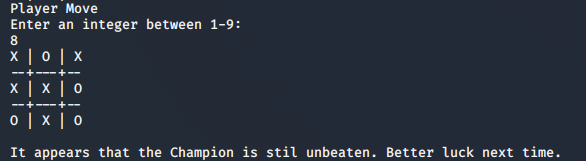 Player Move
Enter an integer between 1-9:
8
X | O | X
--+---+--
X | X | O
--+---+--
O | X | O
It appears that the Champion is stil unbeaten. Better luck next time.